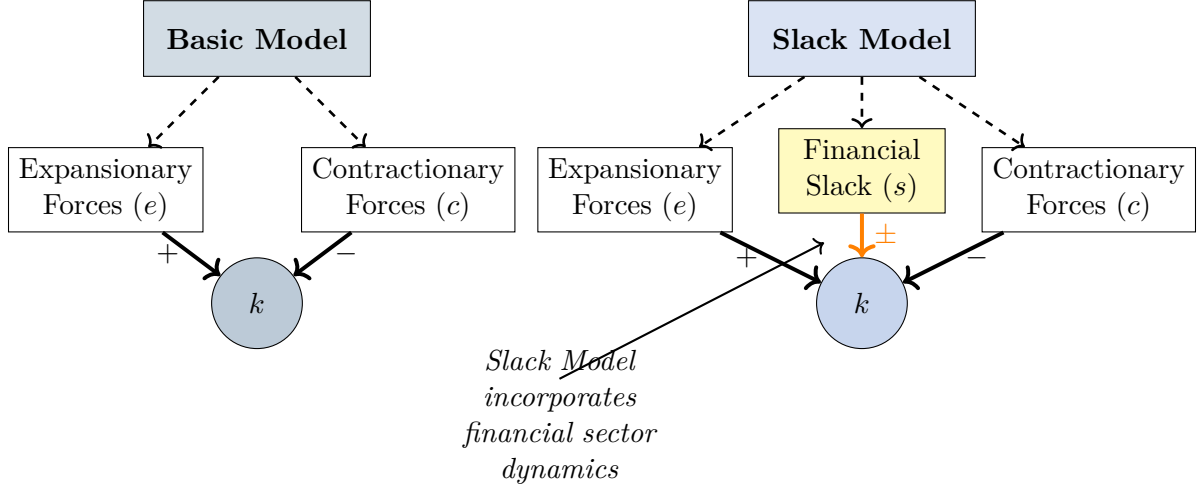 Basic Model
Expansionary
Forces (e)
Contractionary
Forces (c)
+
−
k
Slack Model
Expansionary
Forces (e)
Financial
Slack (s)
Contractionary
Forces (c)
+
±
−
k
Slack Model
incorporates
financial sector
dynamics